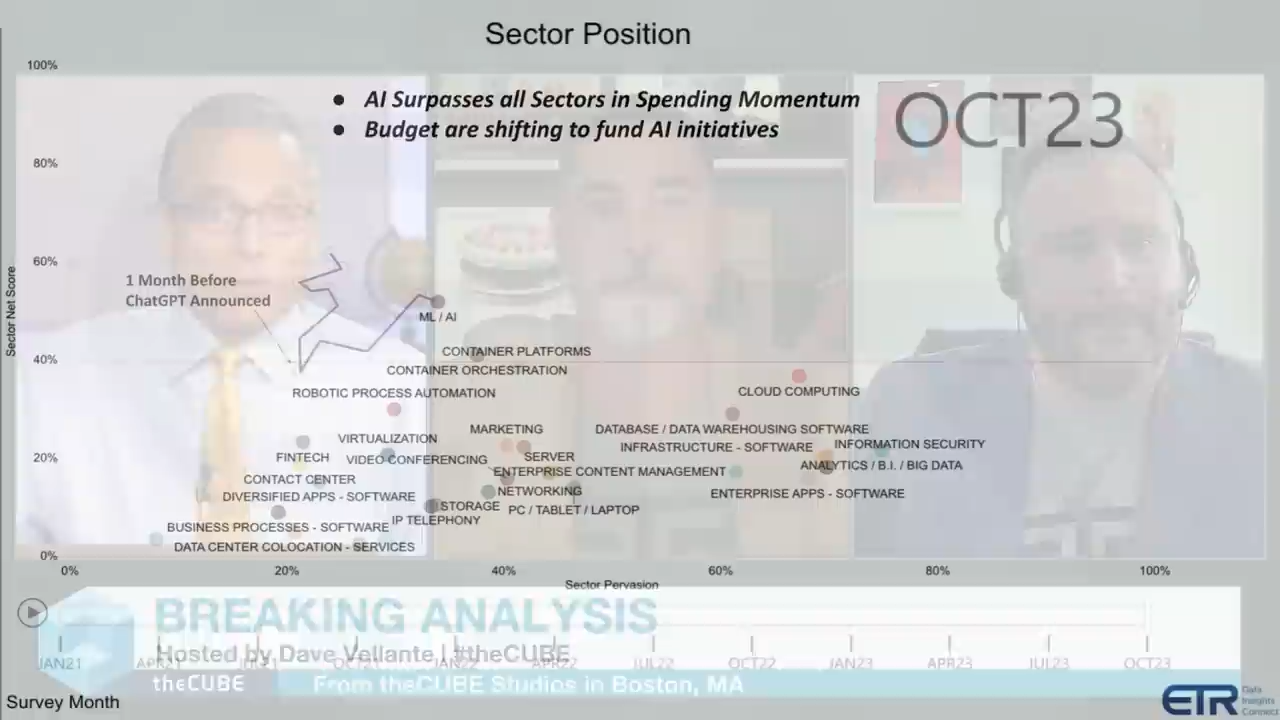 Sector Position
100%
● AI Surpasses all Sectors in Spending Momentum
● Budget are shifting to fund AI initiatives
OCT23
80%
60%
1 Month Before
ChatGPT Announced
Sector Net Score
ML / AI
CONTAINER PLATFORMS
40%
CONTAINER ORCHESTRATION
ROBOTIC PROCESS AUTOMATION
CLOUD COMPUTING
MARKETING
DATABASE / DATA WAREHOUSING SOFTWARE
VIRTUALIZATION
INFRASTRUCTURE - SOFTWARE
INFORMATION SECURITY
20%
FINTECH
VIDEO CONFERENCING
SERVER
ANALYTICS / B.I. / BIG DATA
ENTERPRISE CONTENT MANAGEMENT
CONTACT CENTER
NETWORKING
ENTERPRISE APPS - SOFTWARE
DIVERSIFIED APPS - SOFTWARE
STORAGE
PC / TABLET / LAPTOP
IP TELEPHONY
BUSINESS PROCESSES - SOFTWARE
DATA CENTER COLOCATION - SERVICES
0%
0%
20%
40%
60%
80%
100%
Sector Pervasion
BREAKING ANALYSIS
Hosted by Dave Vellante | #theCUBE
JAN21
APR21
JUL21
OCT21
JAN22
APR22
JUL22
OCT22
JAN23
APR23
JUL23
OCT23
theCUBE
From theCUBE Studios in Boston, MA
Survey Month
ETR
Data
Insights
Connect